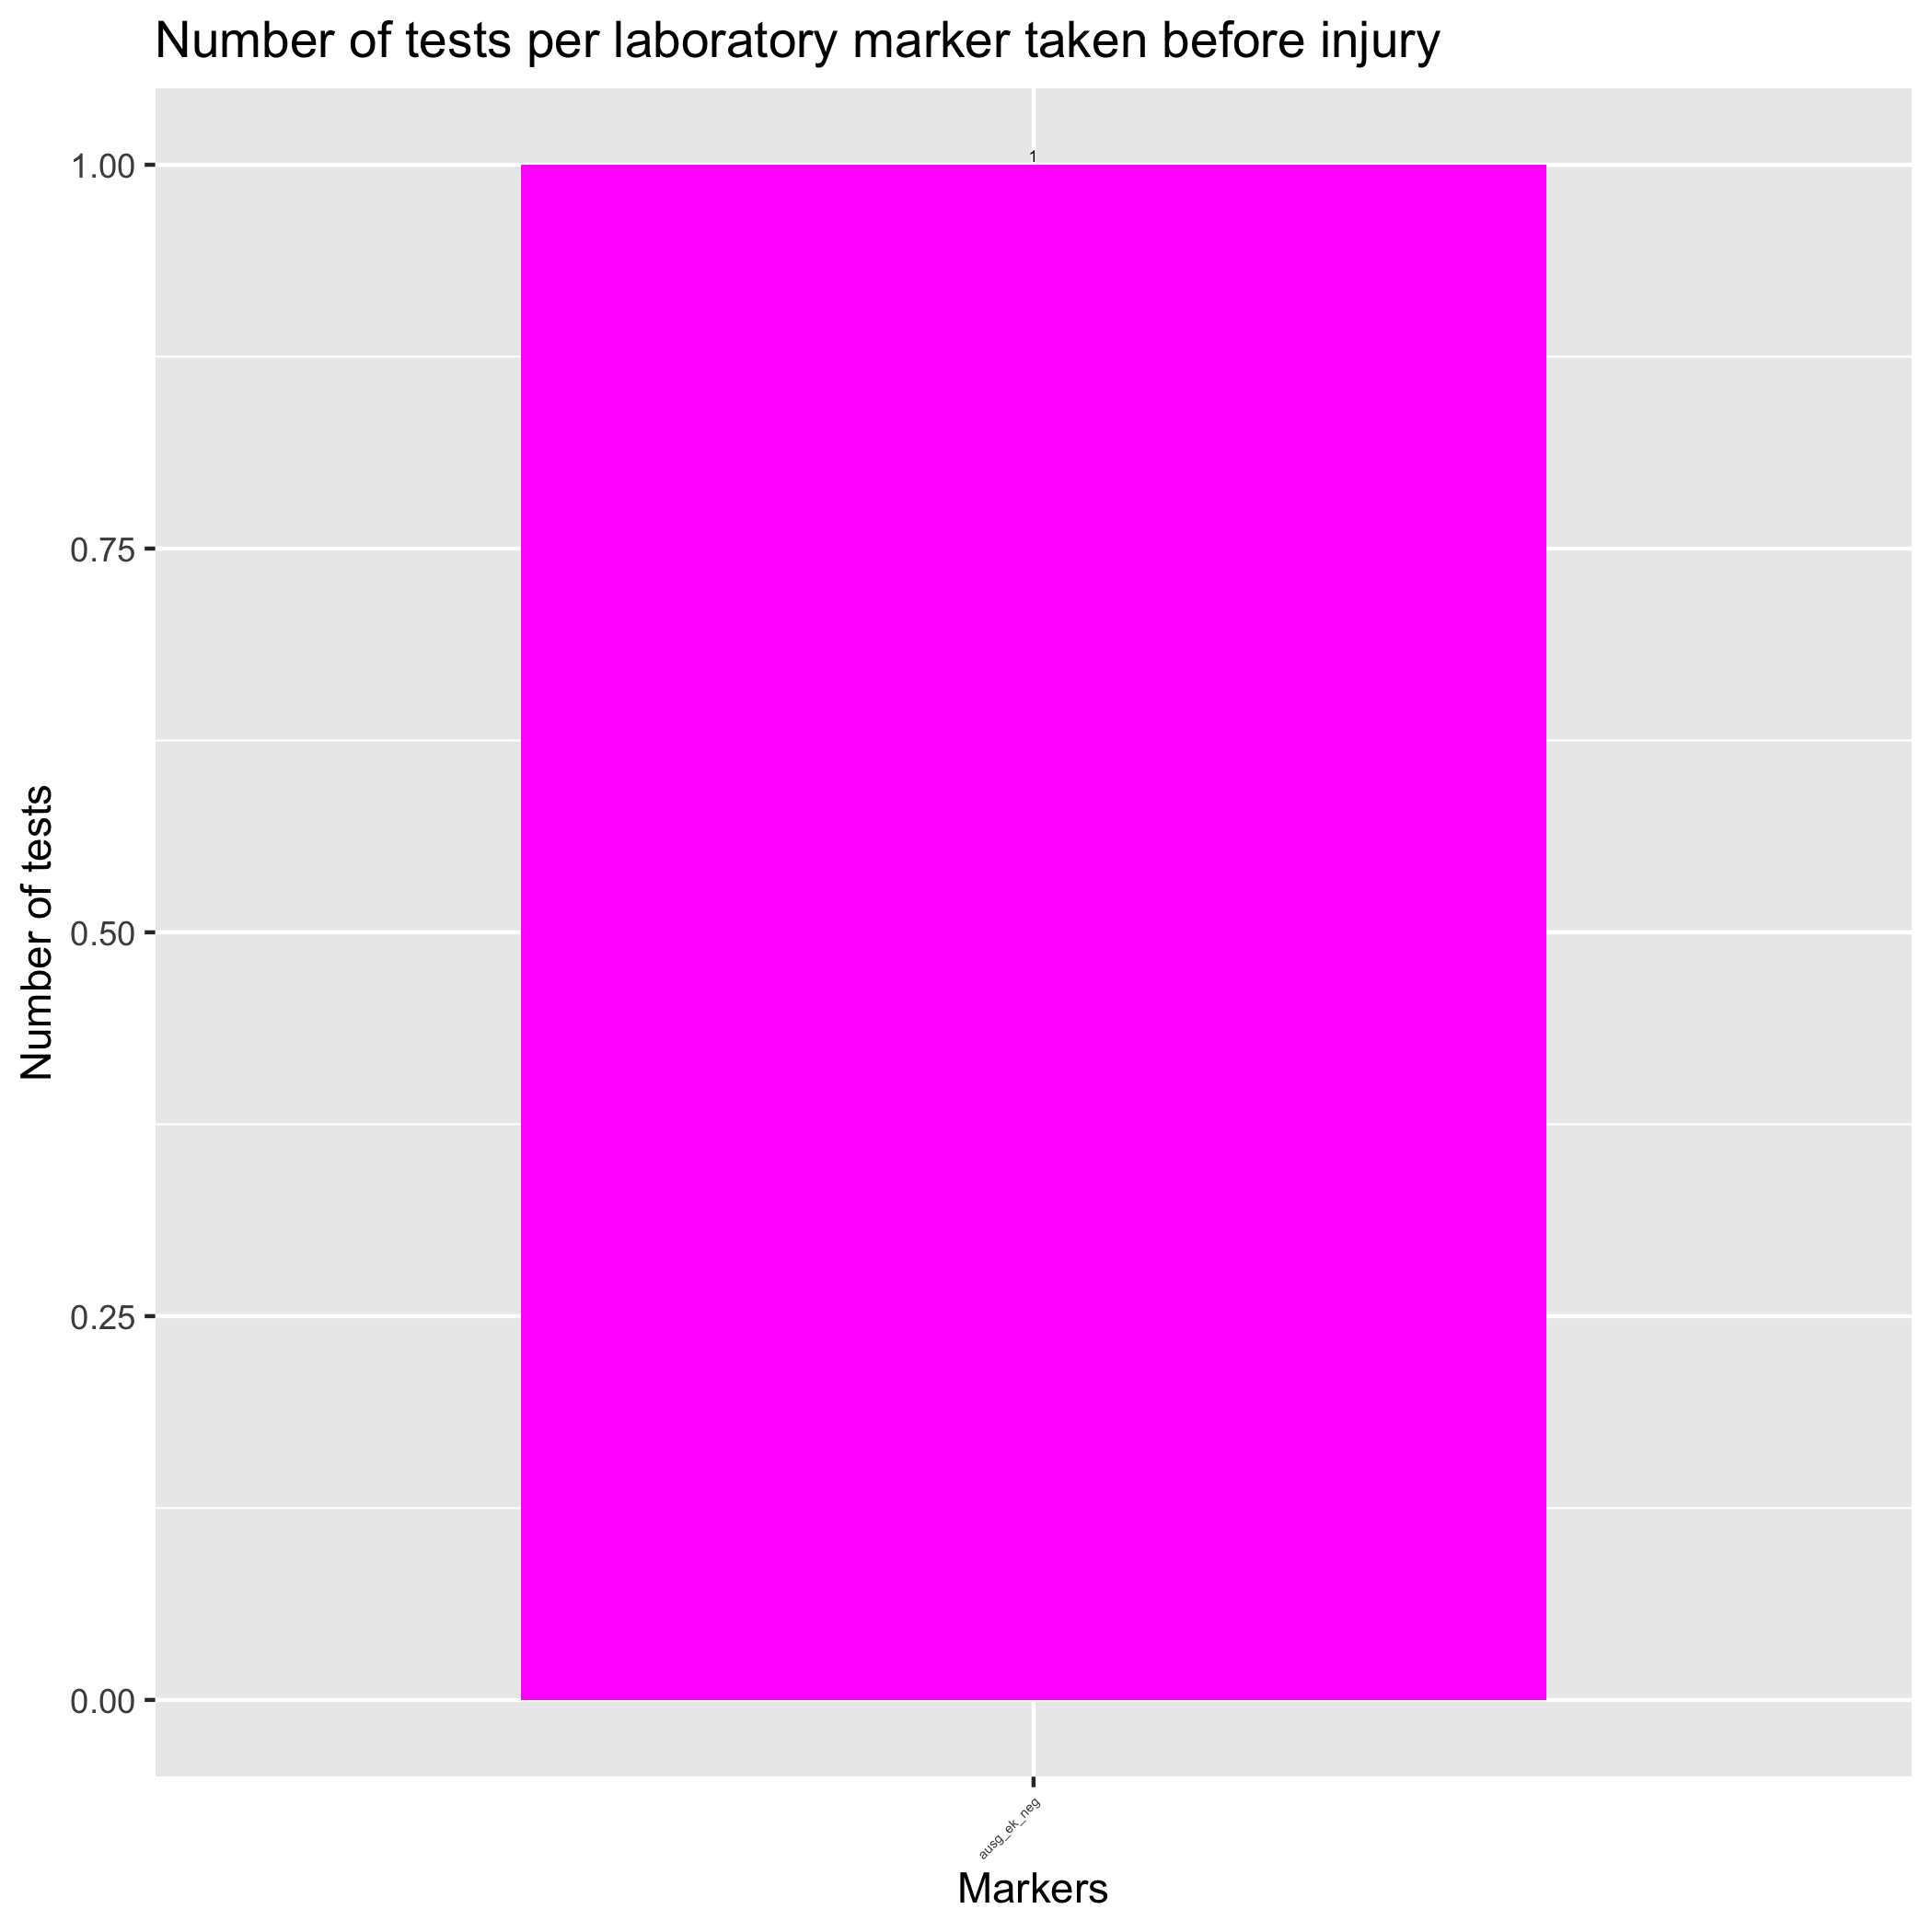 Number of tests per laboratory marker taken before injury
1
1.00
0.75
0.50
0.25
0.00
Number of tests
ausg_ek_neg
Markers